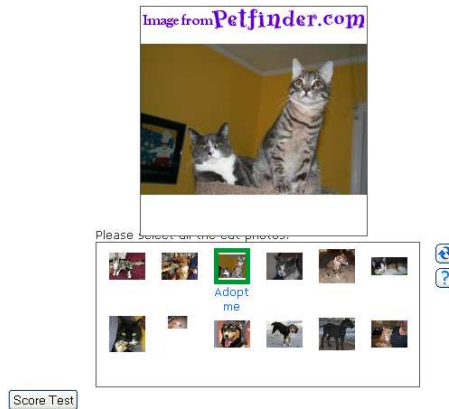 Image from Petfinder.com
Please select all the cat photos:
Adopt
me
?
Score Test